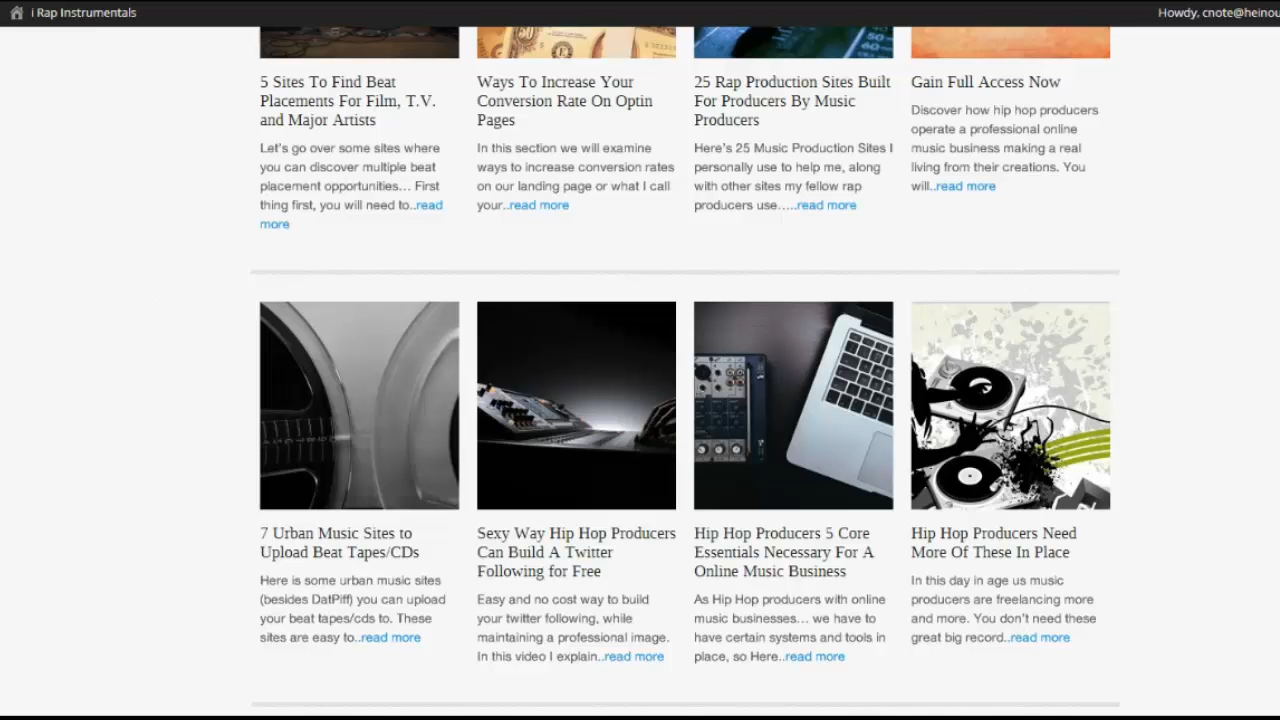 i Rap Instrumentals
Howdy, cnote@heinou
5 Sites To Find Beat
Placements For Film, T.V.
and Major Artists
Let's go over some sites where
you can discover multiple beat
placement opportunities... First
thing first, you will need to..read
more
Ways To Increase Your
Conversion Rate On Optin
Pages
In this section we will examine
ways to increase conversion rates
on our landing page or what I call
your..read more
25 Rap Production Sites Built
For Producers By Music
Producers
Here's 25 Music Production Sites I
personally use to help me, along
with other sites my fellow rap
producers use…..read more
Gain Full Access Now
Discover how hip hop producers
operate a professional online
music business making a real
living from their creations. You
will..read more
7 Urban Music Sites to
Upload Beat Tapes/CDs
Here is some urban music sites
(besides DatPiff) you can upload
your beat tapes/cds to. These
sites are easy to..read more
Sexy Way Hip Hop Producers
Can Build A Twitter
Following for Free
Easy and no cost way to build
your twitter following, while
maintaining a professional image.
In this video I explain..read more
Hip Hop Producers 5 Core
Essentials Necessary For A
Online Music Business
As Hip Hop producers with online
music businesses… we have to
have certain systems and tools in
place, so Here..read more
Hip Hop Producers Need
More Of These In Place
In this day in age us music
producers are freelancing more
and more. You don't need these
great big record..read more